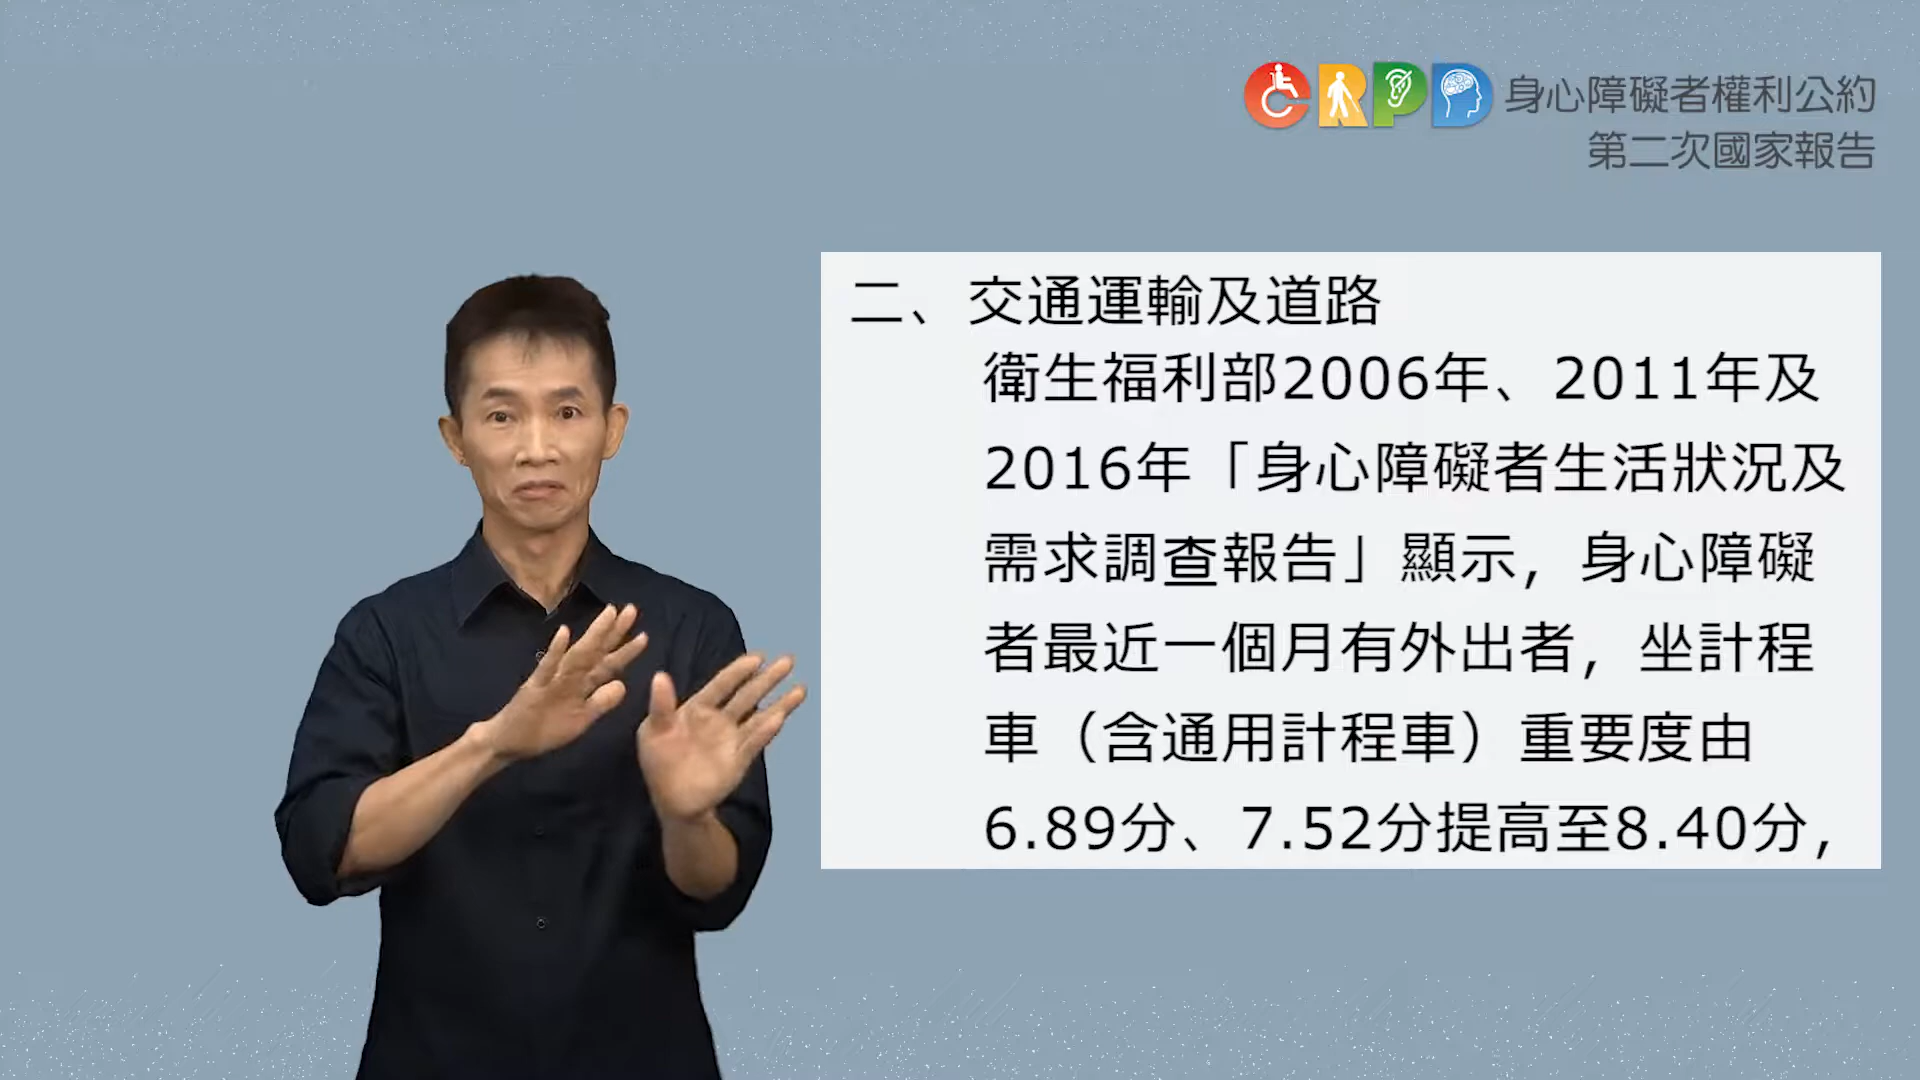 CRPD 身心障礙者權利公約
第二次國家報告
二、交通運輸及道路
衛生福利部2006年、2011年及
2016年「身心障礙者生活狀況及
需求調查報告」顯示，身心障礙
者最近一個月有外出者，坐計程
車（含通用計程車）重要度由
6.89分、7.52分提高至8.40分，